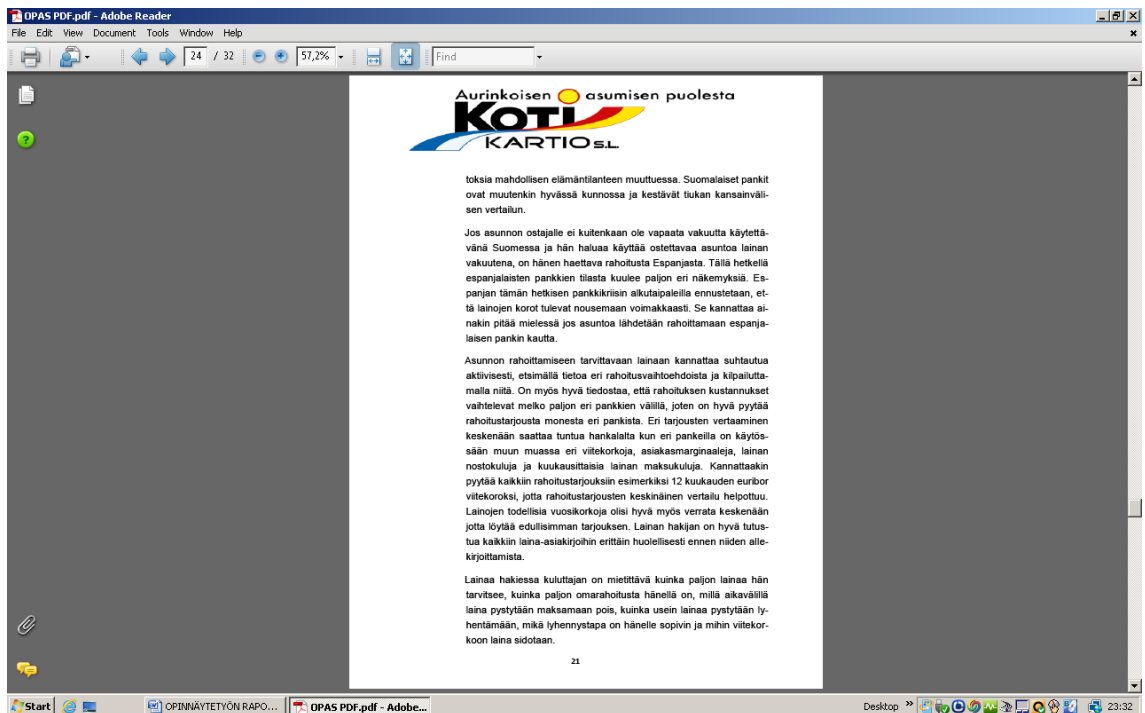 OPAS PDF.pdf - Adobe Reader
File Edit View Document Tools Window Help
24 / 32 57,2% Find
Aurinkoisen asumisen puolesta
KOTI
KARTIO S.L.
toksia mahdollisen elämäntilanteen muuttuessa. Suomalaiset pankit
ovat muutenkin hyvässä kunnossa ja kestävät tiukan kansainväli-
sen vertailun.
Jos asunnon ostajalle ei kuitenkaan ole vapaata vakuutta käytettä-
vänä Suomessa ja hän haluaa käyttää ostettavaa asuntoa lainan
vakuutena, on hänen haettava rahoitusta Espanjasta. Tällä hetkellä
espanjalaisten pankkien tilasta kuulee paljon eri näkemyksiä. Es-
panjan tämän hetkisen pankkikriisin alkutaipaleilla ennustetaan, et-
tä lainojen korot tulevat nousemaan voimakkaasti. Se kannattaa ai-
nakin pitää mielessä jos asuntoa lähdetään rahoittamaan espanja-
laisen pankin kautta.
Asunnon rahoittamiseen tarvittavaan lainaan kannattaa suhtautua
aktiivisesti, etsimällä tietoa eri rahoitusvaihtoehdoista ja kilpailutta-
malla niitä. On myös hyvä tiedostaa, että rahoituksen kustannukset
vaihtelevat melko paljon eri pankkien välillä, joten on hyvä pyytää
rahoitustarjousta monesta eri pankista. Eri tarjousten vertaaminen
keskenään saattaa tuntua hankalalta kun eri pankeilla on käytös-
sään muun muassa eri viitekorkoja, asiakasmarginaaleja, lainan
nostokuluja ja kuukausittaisia lainan maksukuluja. Kannattaakin
pyytää kaikkiin rahoitustarjouksiin esimerkiksi 12 kuukauden euribor
viitekoroksi, jotta rahoitustarjousten keskinäinen vertailu helpottuu.
Lainojen todellisia vuosikorkoja olisi hyvä myös verrata keskenään
jotta löytää edullisimman tarjouksen. Lainan hakijan on hyvä tutus-
tua kaikkiin laina-asiakirjoihin erittäin huolellisesti ennen niiden alle-
kirjoittamista.
Lainaa hakiessa kuluttajan on mietittävä kuinka paljon lainaa hän
tarvitsee, kuinka paljon omarahoitusta hänellä on, millä aikavälillä
laina pystytään maksamaan pois, kuinka usein lainaa pystytään ly-
hentämään, mikä lyhennystapa on hänelle sopivin ja mihin viitekor-
koon laina sidotaan.
21
Start OPINNÄYTETYÖN RAPO... OPAS PDF.pdf - Adobe... Desktop » 23:32